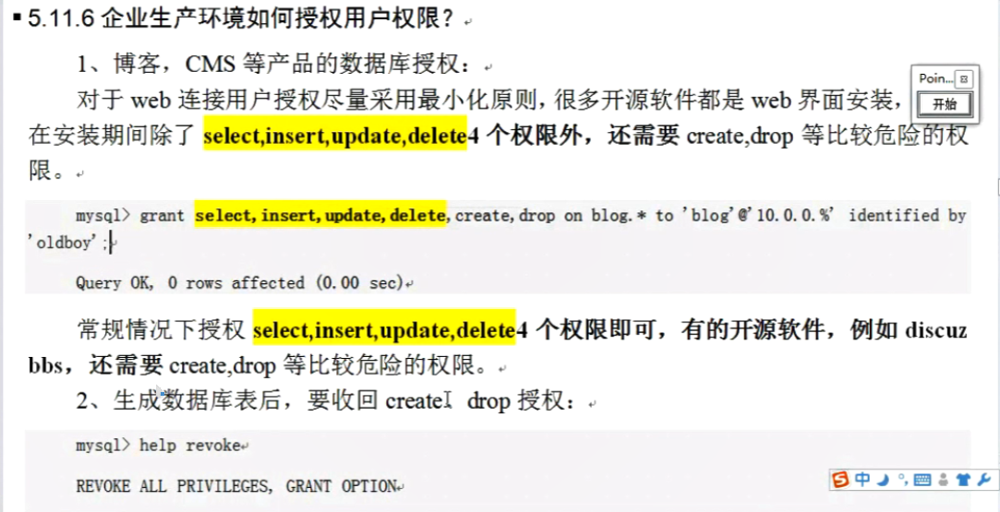 ▪ 5.11.6 企业生产环境如何授权用户权限？
1、博客，CMS 等产品的数据库授权：
对于 web 连接用户授权尽量采用最小化原则，很多开源软件都是 web 界面安装，
在安装期间除了 select,insert,update,delete4 个权限外，还需要 create,drop 等比较危险的权
限。
mysql> grant select,insert,update,delete,create,drop on blog.* to 'blog'@'10.0.0.%' identified by
'oldboy';
Query OK, 0 rows affected (0.00 sec)
常规情况下授权 select,insert,update,delete4 个权限即可，有的开源软件，例如 discuz
bbs，还需要 create,drop 等比较危险的权限。
2、生成数据库表后，要收回 create、drop 授权：
mysql> help revoke
REVOKE ALL PRIVILEGES, GRANT OPTION
Poin...
开始
中